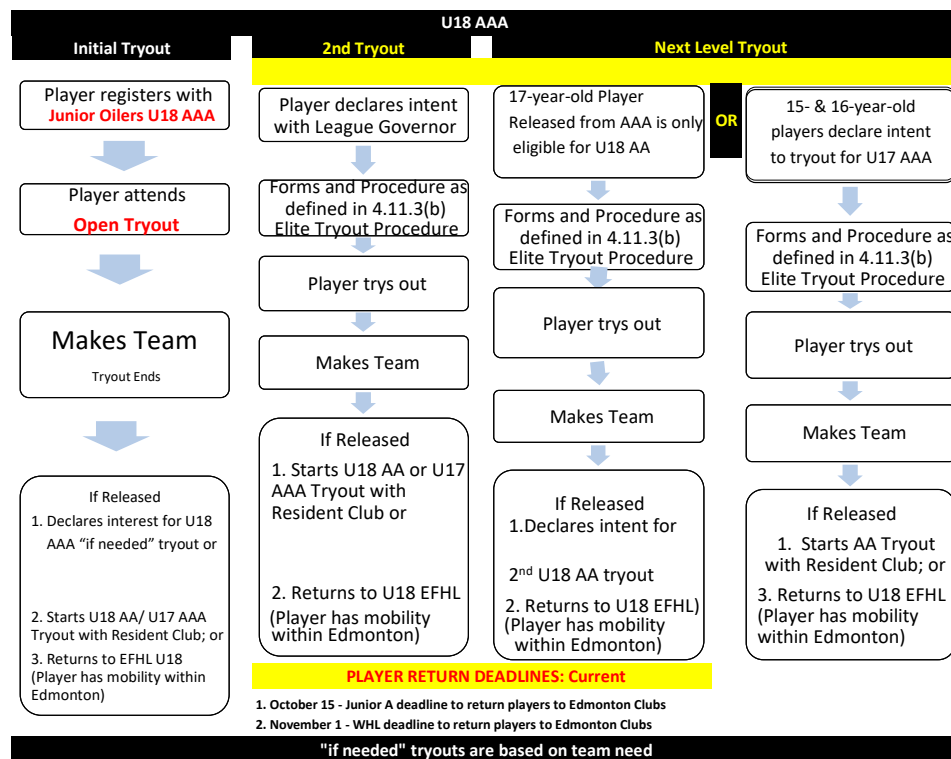 U18 AAA
Initial Tryout
2nd Tryout
Next Level Tryout
Player registers with
Junior Oilers U18 AAA
Player attends
Open Tryout
Makes Team
Tryout Ends
If Released
1. Declares interest for U18
AAA “if needed” tryout or
2. Starts U18 AA/ U17 AAA
Tryout with Resident Club; or
3. Returns to EFHL U18
(Player has mobility within
Edmonton)
Player declares intent
with League Governor
Forms and Procedure as
defined in 4.11.3(b)
Elite Tryout Procedure
Player trys out
Makes Team
If Released
1. Starts U18 AA or U17
AAA Tryout with
Resident Club or
2. Returns to U18 EFHL
(Player has mobility
within Edmonton)
17-year-old Player
Released from AAA is only
eligible for U18 AA
Forms and Procedure as
defined in 4.11.3(b)
Elite Tryout Procedure
Player trys out
Makes Team
If Released
1.Declares intent for
2nd U18 AA tryout
2. Returns to U18 EFHL)
(Player has mobility
within Edmonton)
OR
15- & 16-year-old
players declare intent
to tryout for U17 AAA
Forms and Procedure as
defined in 4.11.3(b)
Elite Tryout Procedure
Player trys out
Makes Team
If Released
1. Starts AA Tryout
with Resident Club; or
3. Returns to U18 EFHL
(Player has mobility
within Edmonton)
PLAYER RETURN DEADLINES: Current
1. October 15 - Junior A deadline to return players to Edmonton Clubs
2. November 1 - WHL deadline to return players to Edmonton Clubs
"if needed" tryouts are based on team need